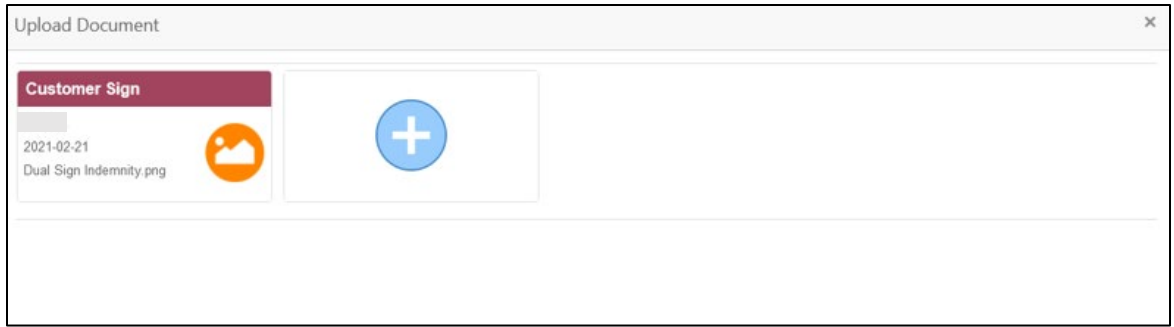 Upload Document
Customer Sign
2021-02-21
Dual Sign Indemnity.png